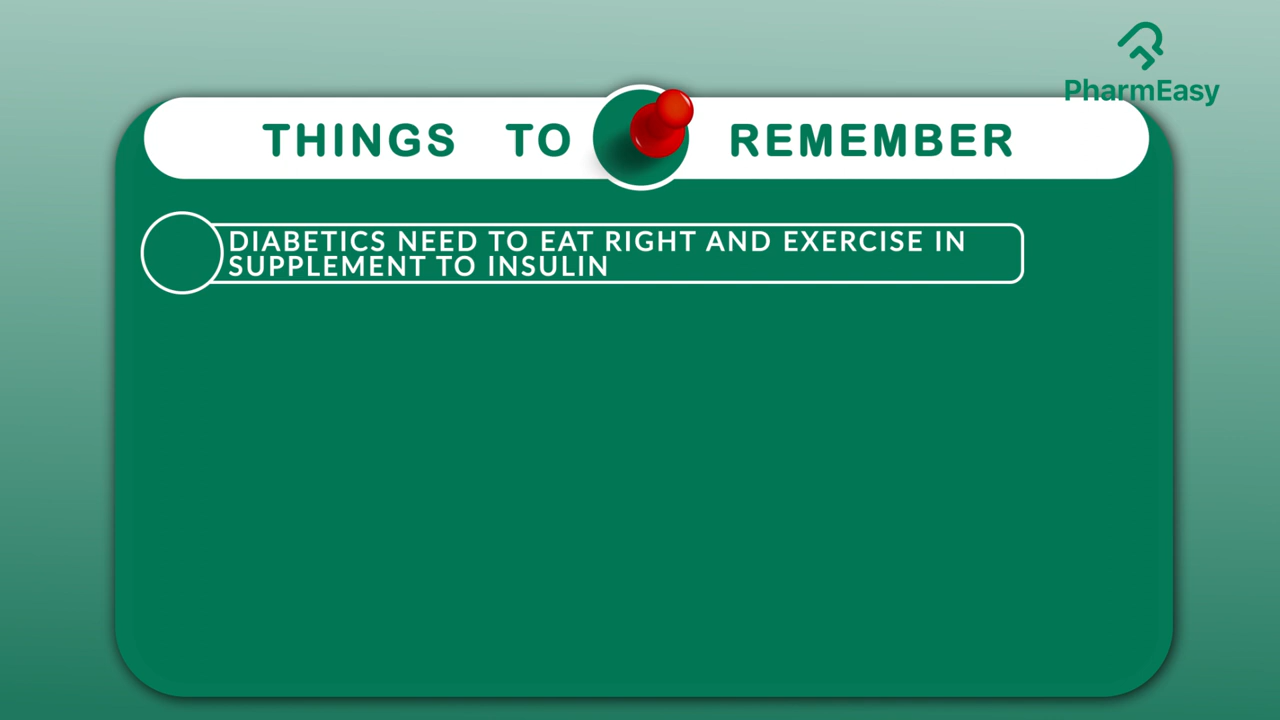 PharmEasy
THINGS TO REMEMBER
DIABETICS NEED TO EAT RIGHT AND EXERCISE IN
SUPPLEMENT TO INSULIN